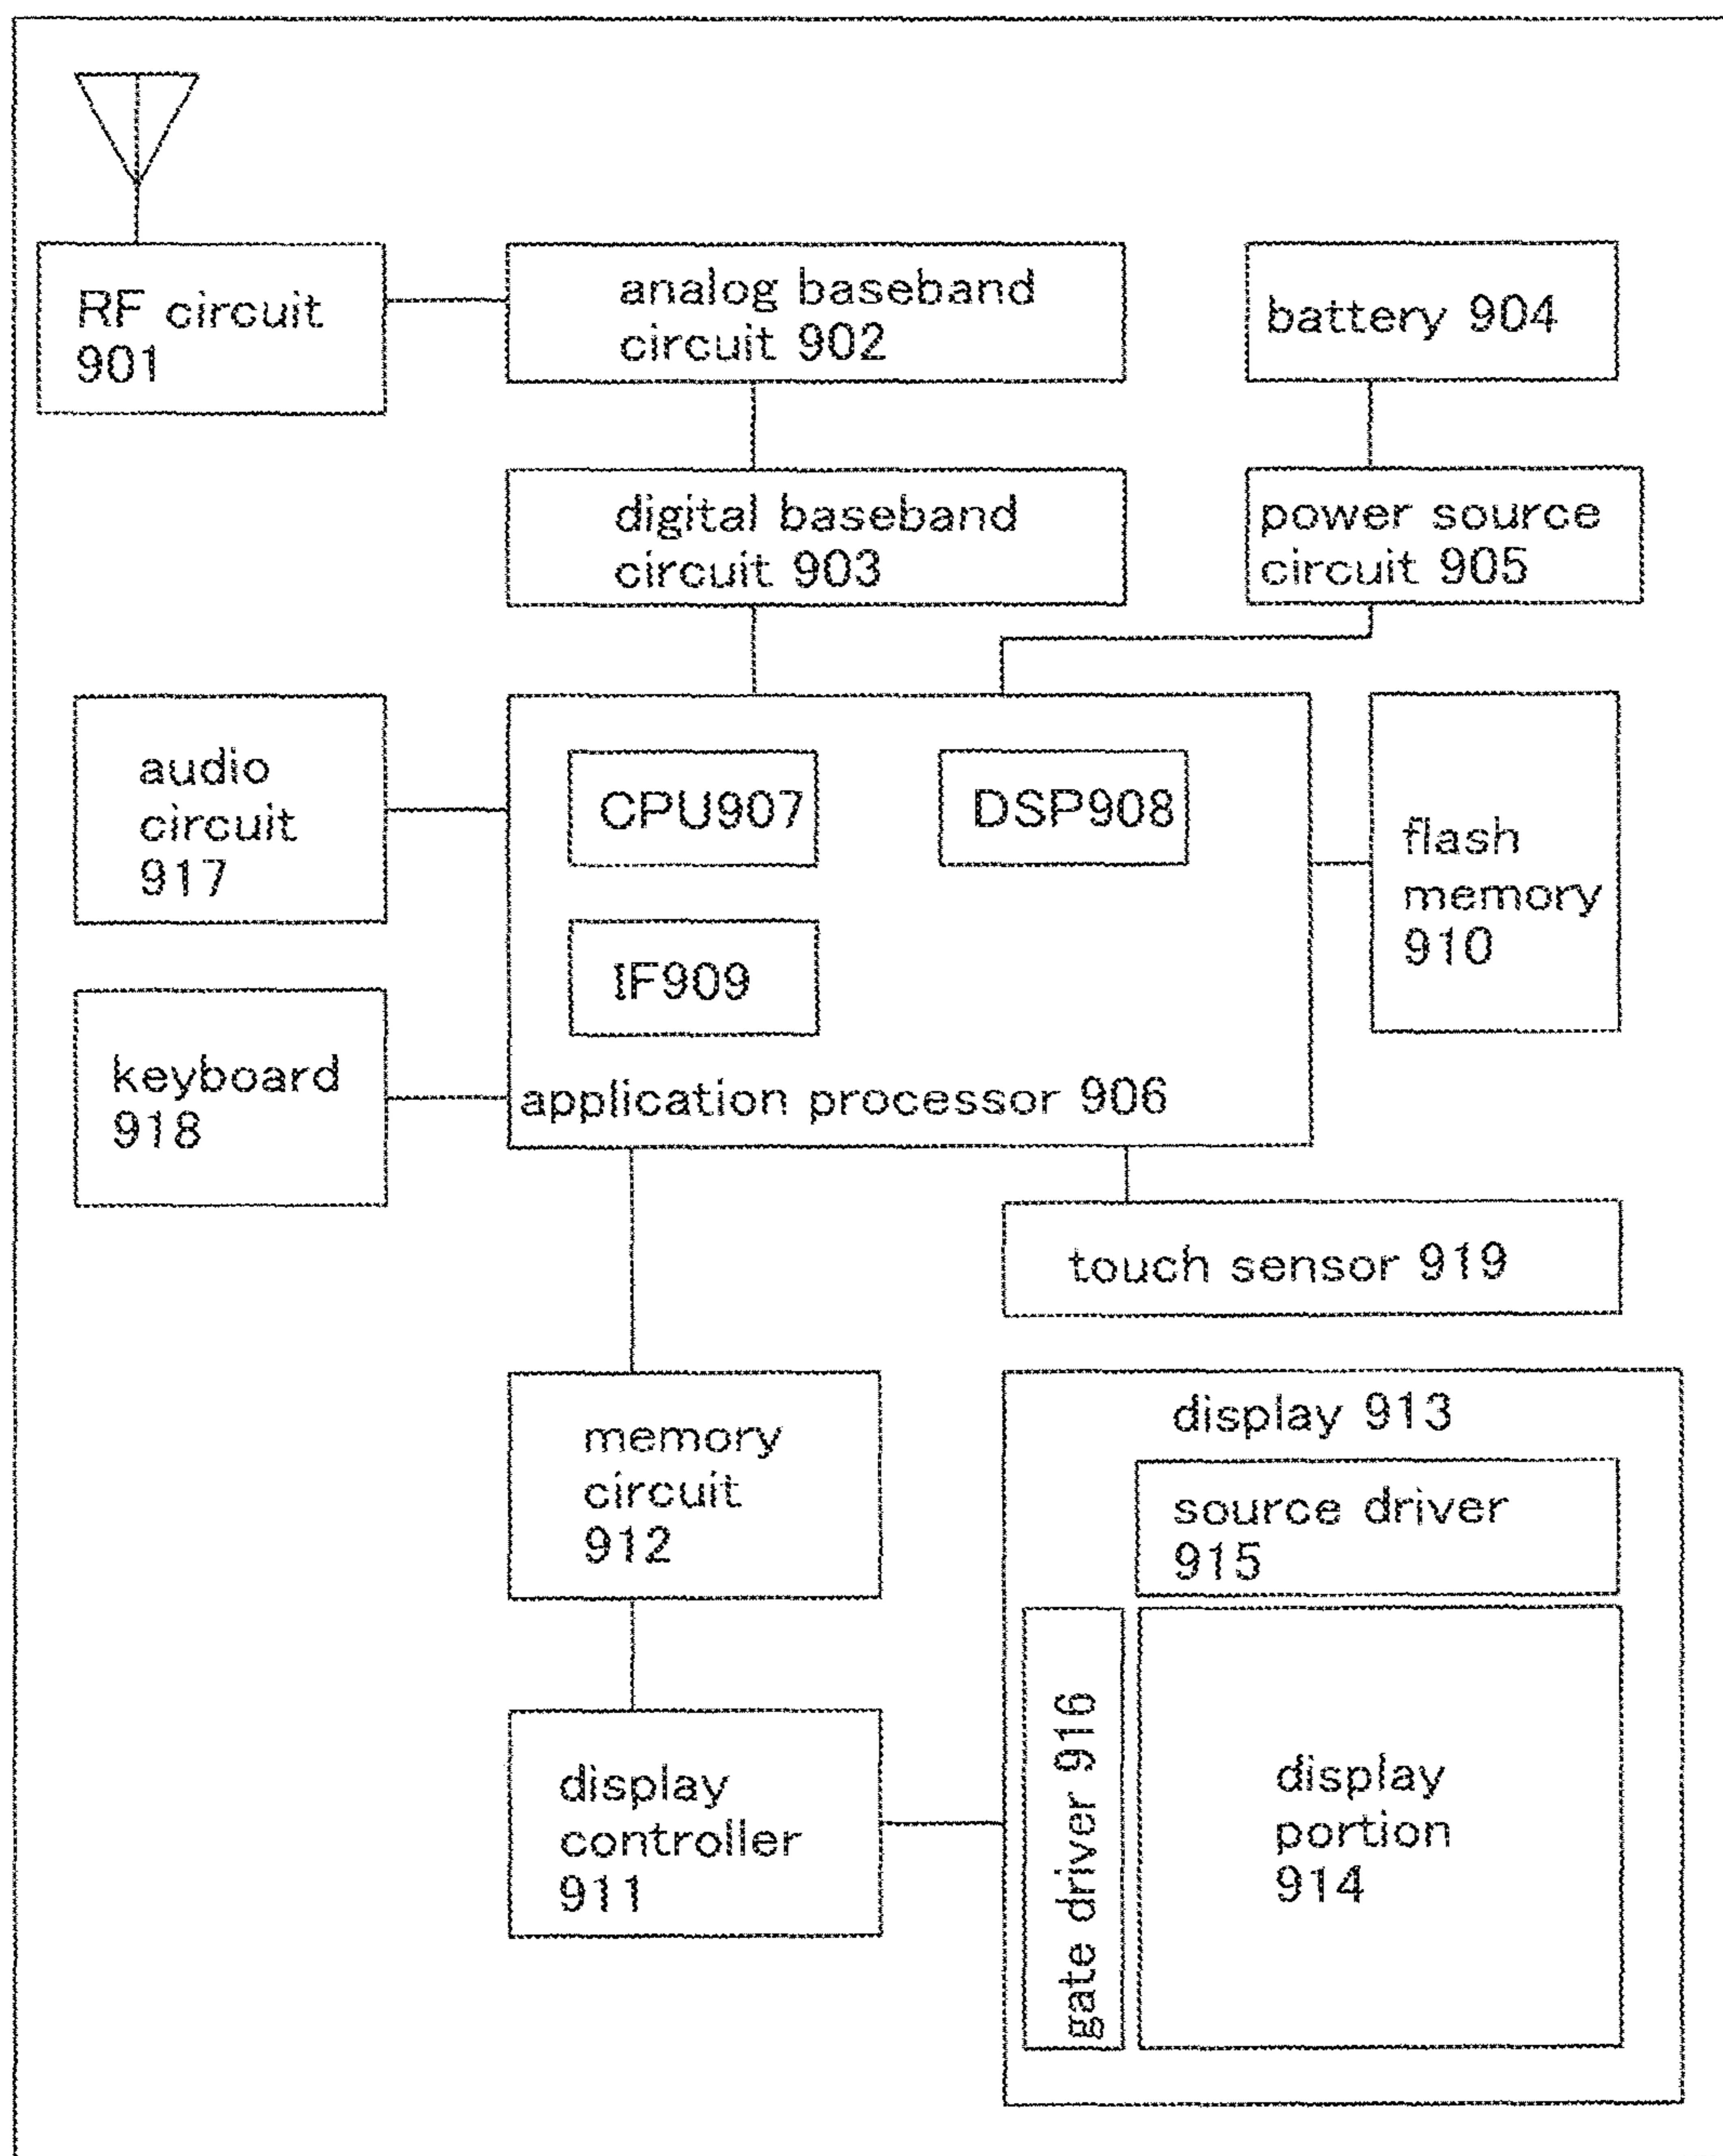 RF circuit
901
analog baseband
circuit 902
battery 904
digital baseband
circuit 903
power source
circuit 905
audio
circuit
917
CPU907
DSP908
flash
memory
910
IF909
keyboard
918
application processor 906
touch sensor 919
memory
circuit
912
display 913
source driver
915
gate driver 916
display
portion
914
display
controller
911